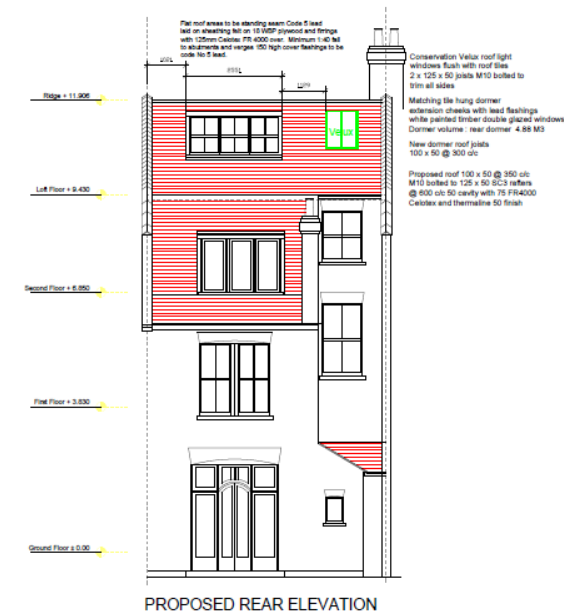 Flat roof areas to be standing seam Code 5 lead
laid on sheathing felt on 18 WBP plywood and firrings
with 125mm Celotex FR 4000 over. Minimum 1:40 fall
to abutments and verges 150 high cover flashings to be
code No 5 lead.
Conservation Velux roof light
windows flush with roof tiles
2 x 125 x 50 joists M10 bolted to
trim all sides
Matching tile hung dormer
extension cheeks with lead flashings
white painted timber double glazed windows
Dormer volume : rear dormer 4.88 M3
New dormer roof joists
100 x 50 @ 300 c/c
Proposed roof 100 x 50 @ 350 c/c
M10 bolted to 125 x 50 SC3 rafters
@ 600 c/c 50 cavity with 75 FR4000
Celotex and thermaline 50 finish
Ridge + 11.906
Velux
Loft Floor + 9.430
Second Floor + 6.850
First Floor + 3.830
Ground Floor ± 0.00
PROPOSED REAR ELEVATION